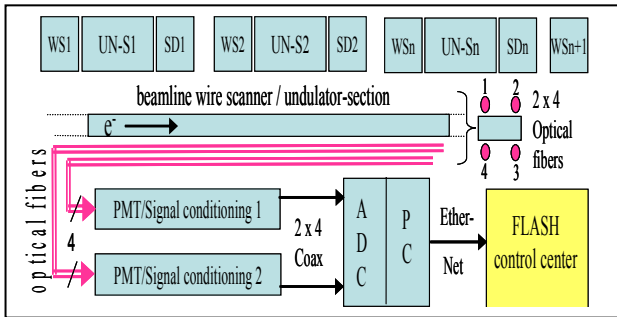 WS1 UN-S1 SD1 WS2 UN-S2 SD2 WSn UN-Sn SDn WSn+1
beamline wire scanner / undulator-section
1 2
e-
2 x 4
Optical
fibers
4 3
optical fibers
4
PMT/Signal conditioning 1
PMT/Signal conditioning 2
2 x 4
Coax
ADC
PC
Ether-
Net
FLASH
control center